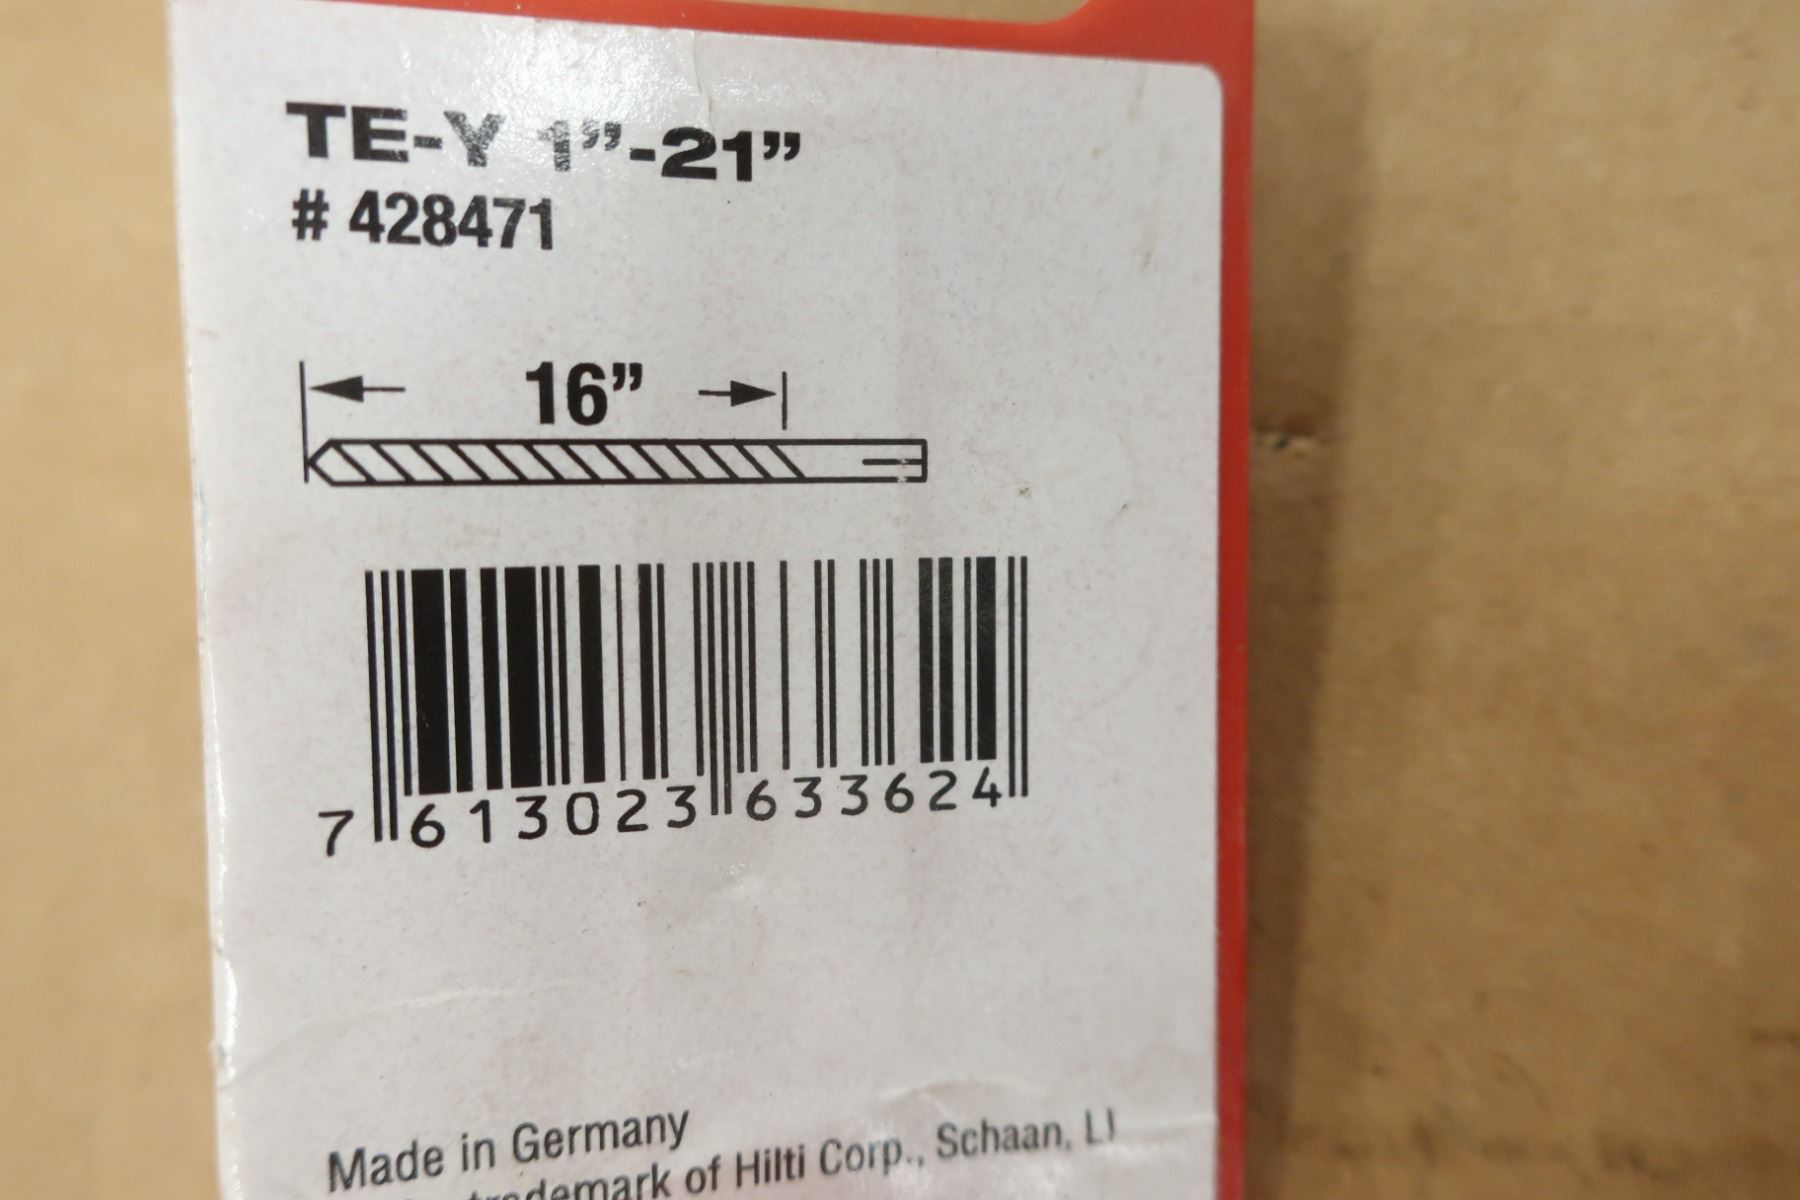 TE-Y 1”-21”
# 428471
16”
7 613023 633624
Made in Germany
trademark of Hilti Corp., Schaan, LI